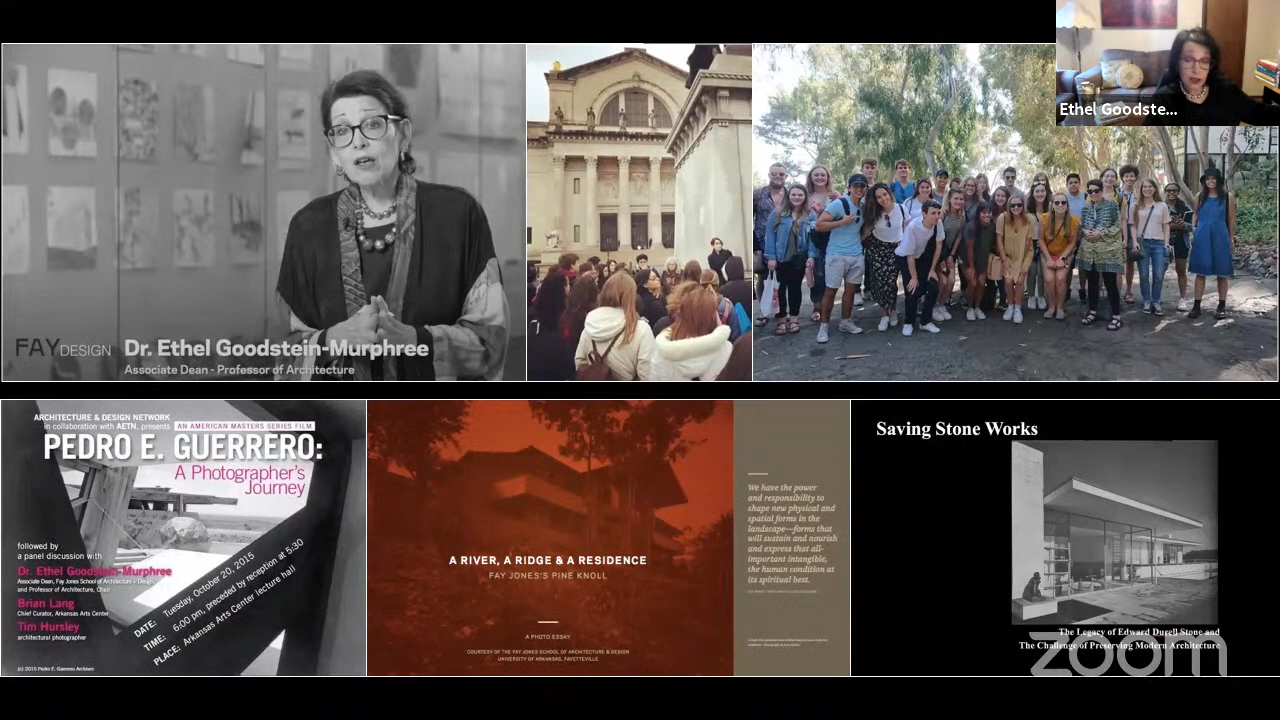 Ethel Goodste...
FAY DESIGN
Dr. Ethel Goodstein-Murphree
Associate Dean - Professor of Architecture
ARCHITECTURE & DESIGN NETWORK
in collaboration with AETN, presents
AN AMERICAN MASTERS SERIES FILM
PEDRO E. GUERRERO:
A Photographer's
Journey
followed by
a panel discussion with
Dr. Ethel Goodstein-Murphree
Associate Dean, Fay Jones School of Architecture + Design
and Professor of Architecture, Chair
Brian Lang
Chief Curator, Arkansas Arts Center
Tim Hursley
architectural photographer
DATE: Tuesday, October 20, 2015
TIME: 6:00 pm, preceded by reception at 5:30
PLACE: Arkansas Arts Center lecture hall
(c) 2015 Pedro E. Guerrero Archives
A RIVER, A RIDGE & A RESIDENCE
FAY JONES'S PINE KNOLL
A PHOTO ESSAY
COURTESY OF THE FAY JONES SCHOOL OF ARCHITECTURE & DESIGN
UNIVERSITY OF ARKANSAS, FAYETTEVILLE
We have the power
and responsibility to
shape new physical and
spatial forms in the
landscape—forms that
will sustain and nourish
and express that all-
important intangible,
the human condition at
its spiritual best.
Saving Stone Works
The Legacy of Edward Durell Stone and
The Challenge of Preserving Modern Architecture
zoom